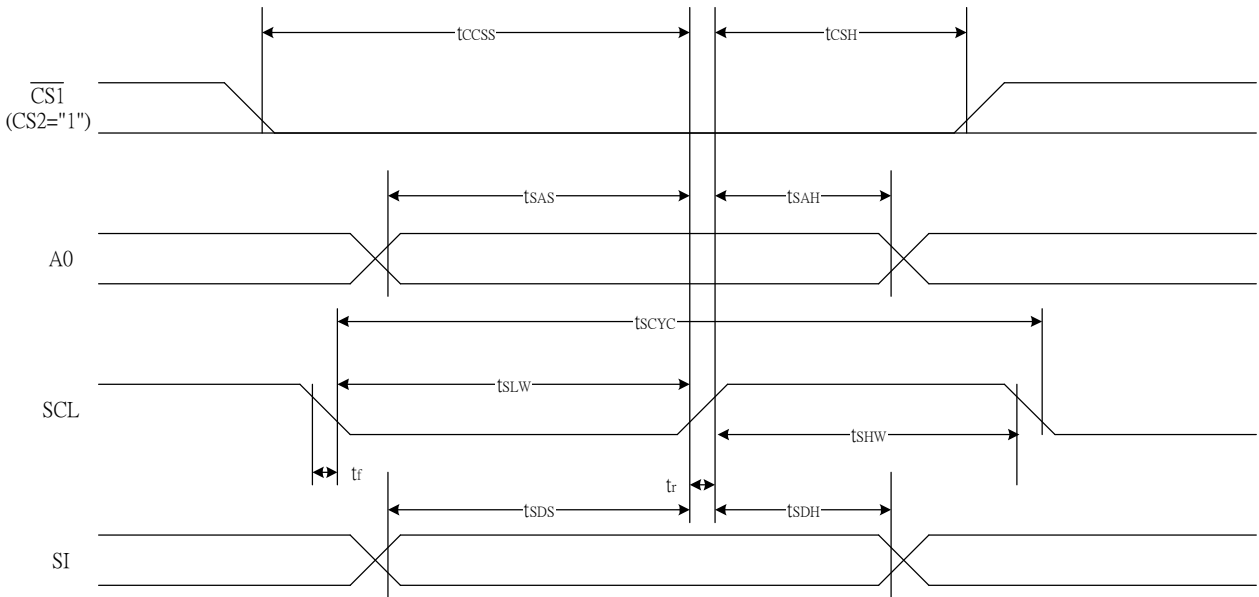 tCCSS
tCSH
CS1
(CS2="1")
tSAS
tSAH
A0
tSCYC
tSLW
SCL
tSHW
tf
tr
tSDS
tSDH
SI